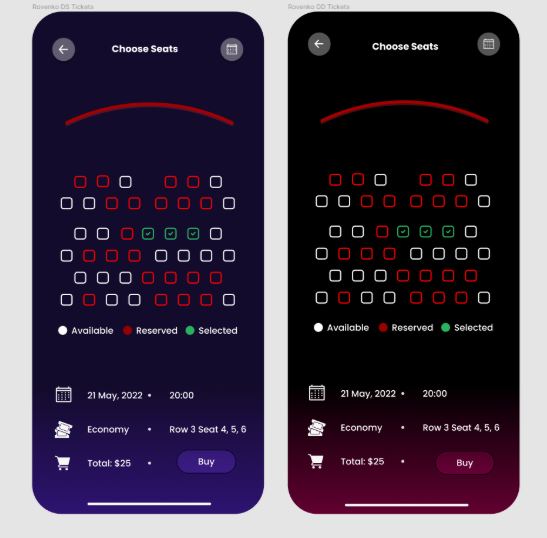 Rovenko DS Tickets
Choose Seats
Available Reserved Selected
21 May, 2022 • 20:00
Economy • Row 3 Seat 4, 5, 6
Total: $25 • Buy
Rovenko DD Tickets
Choose Seats
Available Reserved Selected
21 May, 2022 • 20:00
Economy • Row 3 Seat 4, 5, 6
Total: $25 • Buy